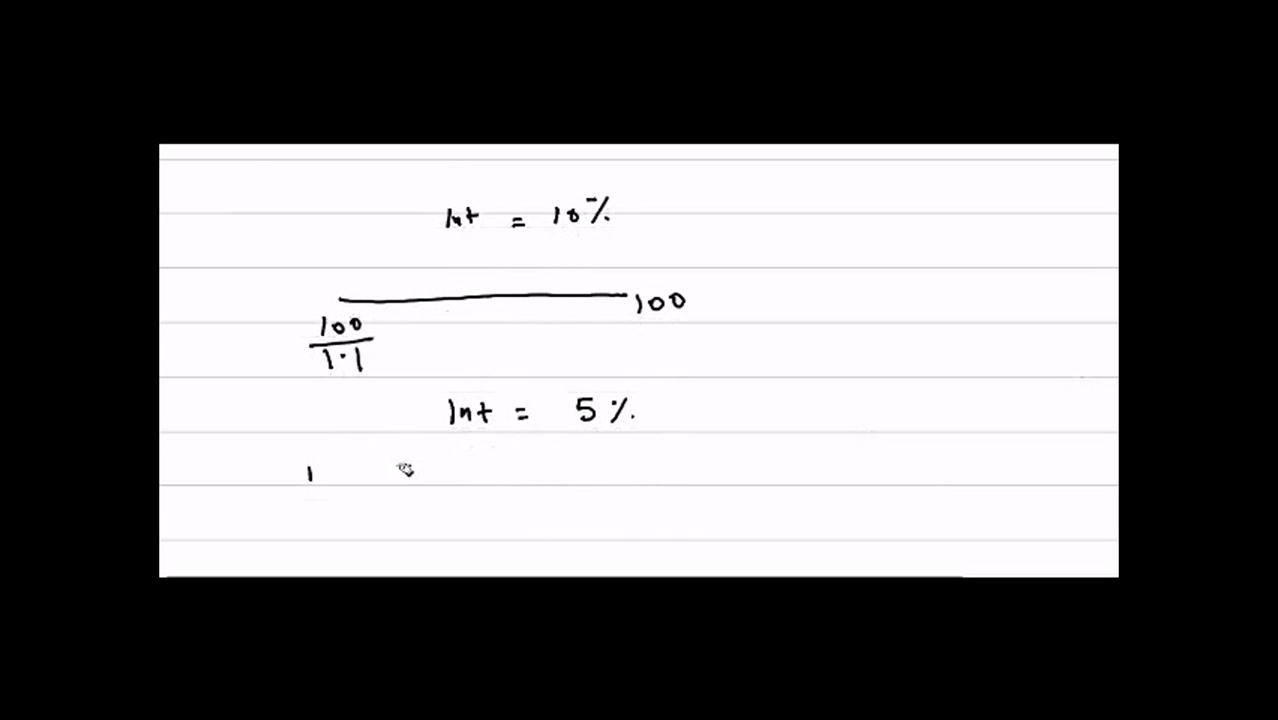 Int = 10%
100
100
1.1
Int = 5%
1